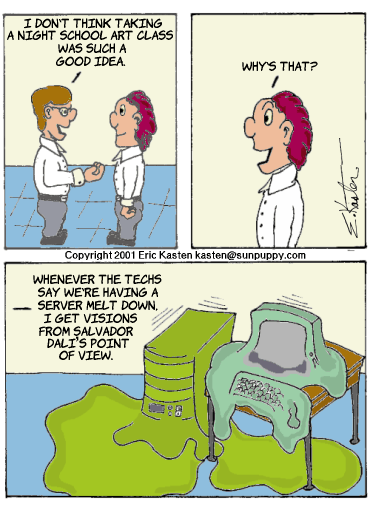 I DON'T THINK TAKING
A NIGHT SCHOOL ART CLASS
WAS SUCH A
GOOD IDEA.
WHY'S THAT?
E. Kasten
Copyright 2001 Eric Kasten kasten@sunpuppy.com
WHENEVER THE TECHS
SAY WE'RE HAVING A
SERVER MELT DOWN,
I GET VISIONS
FROM SALVADOR
DALI'S POINT
OF VIEW.